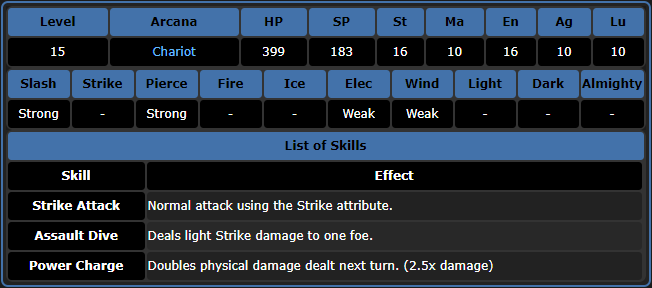 Level Arcana HP SP St Ma En Ag Lu
15 Chariot 399 183 16 10 16 10 10
Slash Strike Pierce Fire Ice Elec Wind Light Dark Almighty
Strong - Strong - - Weak Weak - - -
List of Skills
Skill Effect
Strike Attack Normal attack using the Strike attribute.
Assault Dive Deals light Strike damage to one foe.
Power Charge Doubles physical damage dealt next turn. (2.5x damage)